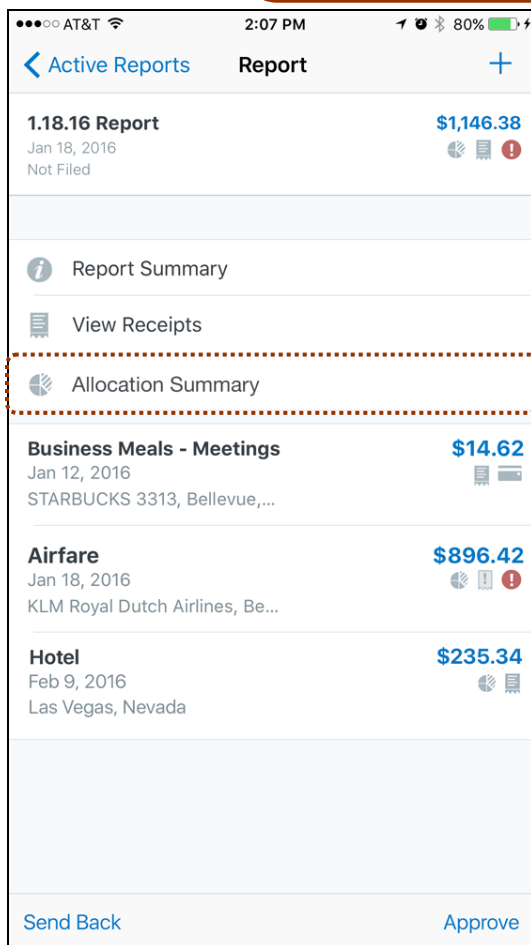 AT&T 2:07 PM 80%
Active Reports Report +
1.18.16 Report $1,146.38
Jan 18, 2016
Not Filed
Report Summary
View Receipts
Allocation Summary
Business Meals - Meetings $14.62
Jan 12, 2016
STARBUCKS 3313, Bellevue,...
Airfare $896.42
Jan 18, 2016
KLM Royal Dutch Airlines, Be...
Hotel $235.34
Feb 9, 2016
Las Vegas, Nevada
Send Back Approve